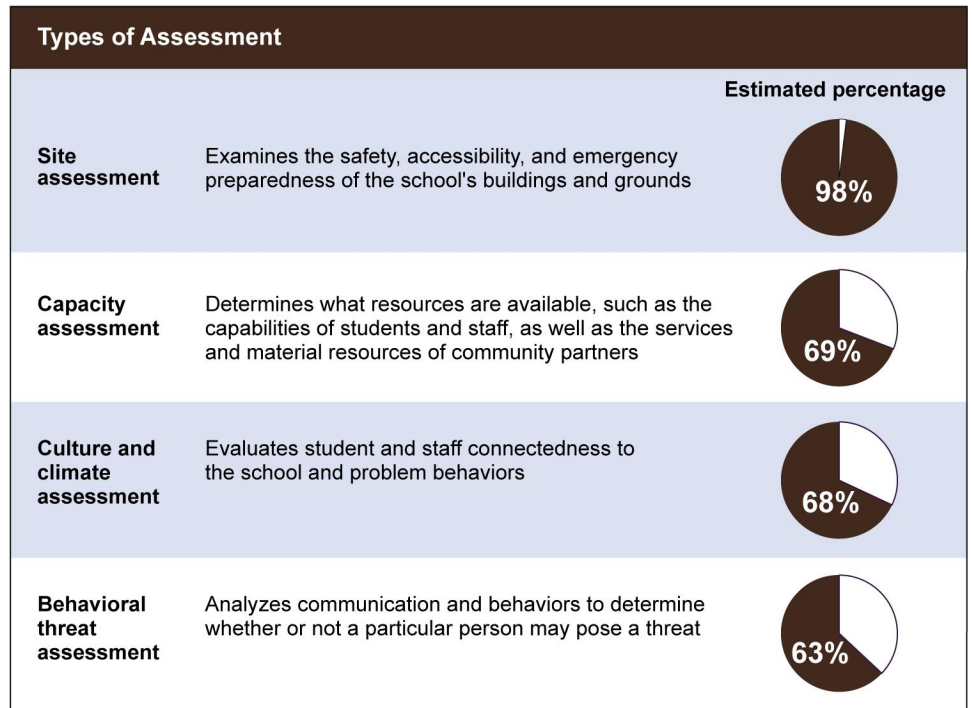 Types of Assessment
Estimated percentage
Site
assessment
Examines the safety, accessibility, and emergency
preparedness of the school's buildings and grounds
98%
Capacity
assessment
Determines what resources are available, such as the
capabilities of students and staff, as well as the services
and material resources of community partners
69%
Culture and
climate
assessment
Evaluates student and staff connectedness to
the school and problem behaviors
68%
Behavioral
threat
assessment
Analyzes communication and behaviors to determine
whether or not a particular person may pose a threat
63%